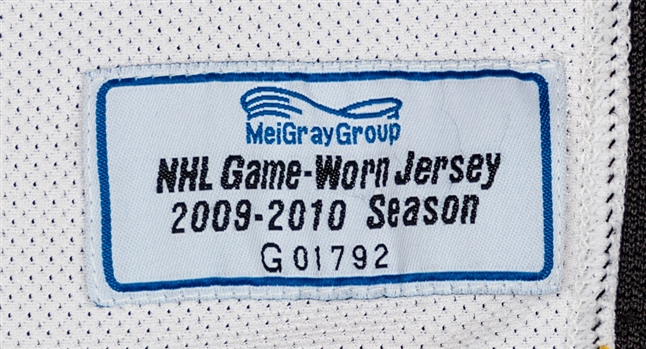 MeiGrayGroup
NHL Game-Worn Jersey
2009-2010 Season
G 01792